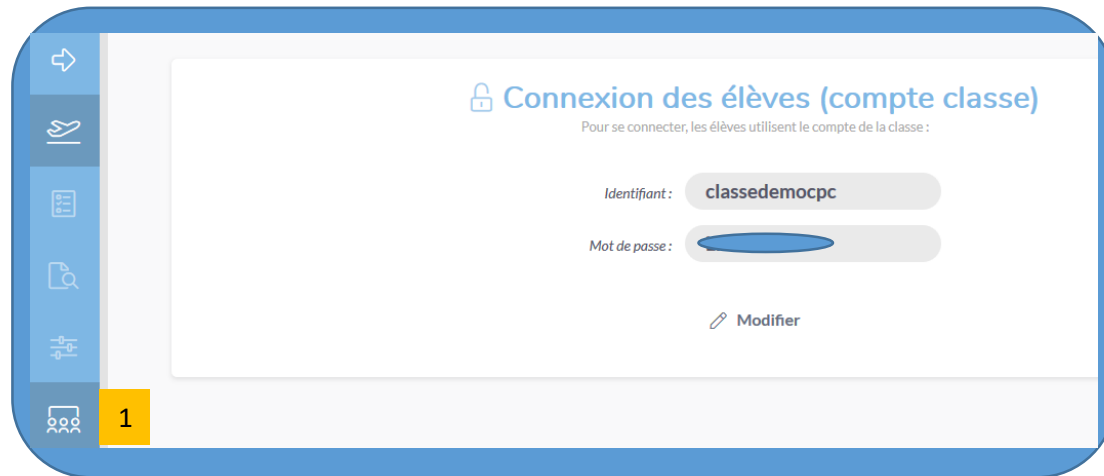 Connexion des élèves (compte classe)
Pour se connecter, les élèves utilisent le compte de la classe :
Identifiant : classedemocpc
Mot de passe :
Modifier
1